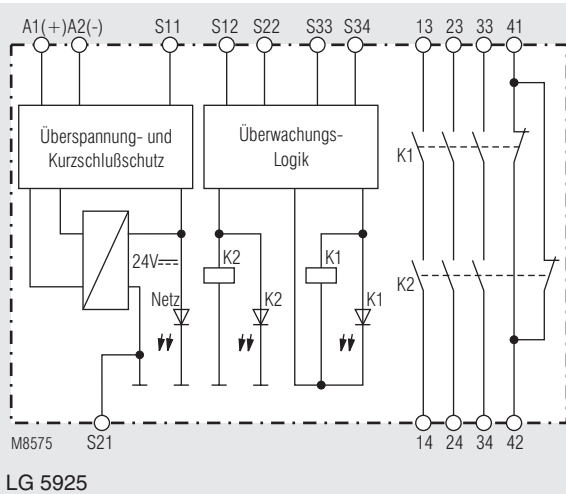 A1(+) A2(-) S11 S12 S22 S33 S34 13 23 33 41
Überspannung- und
Kurzschlußschutz
Überwachungs-
Logik
K1
24V
K2
K1
K2
Netz
K2
K1
M8575
S21
14 24 34 42
LG 5925